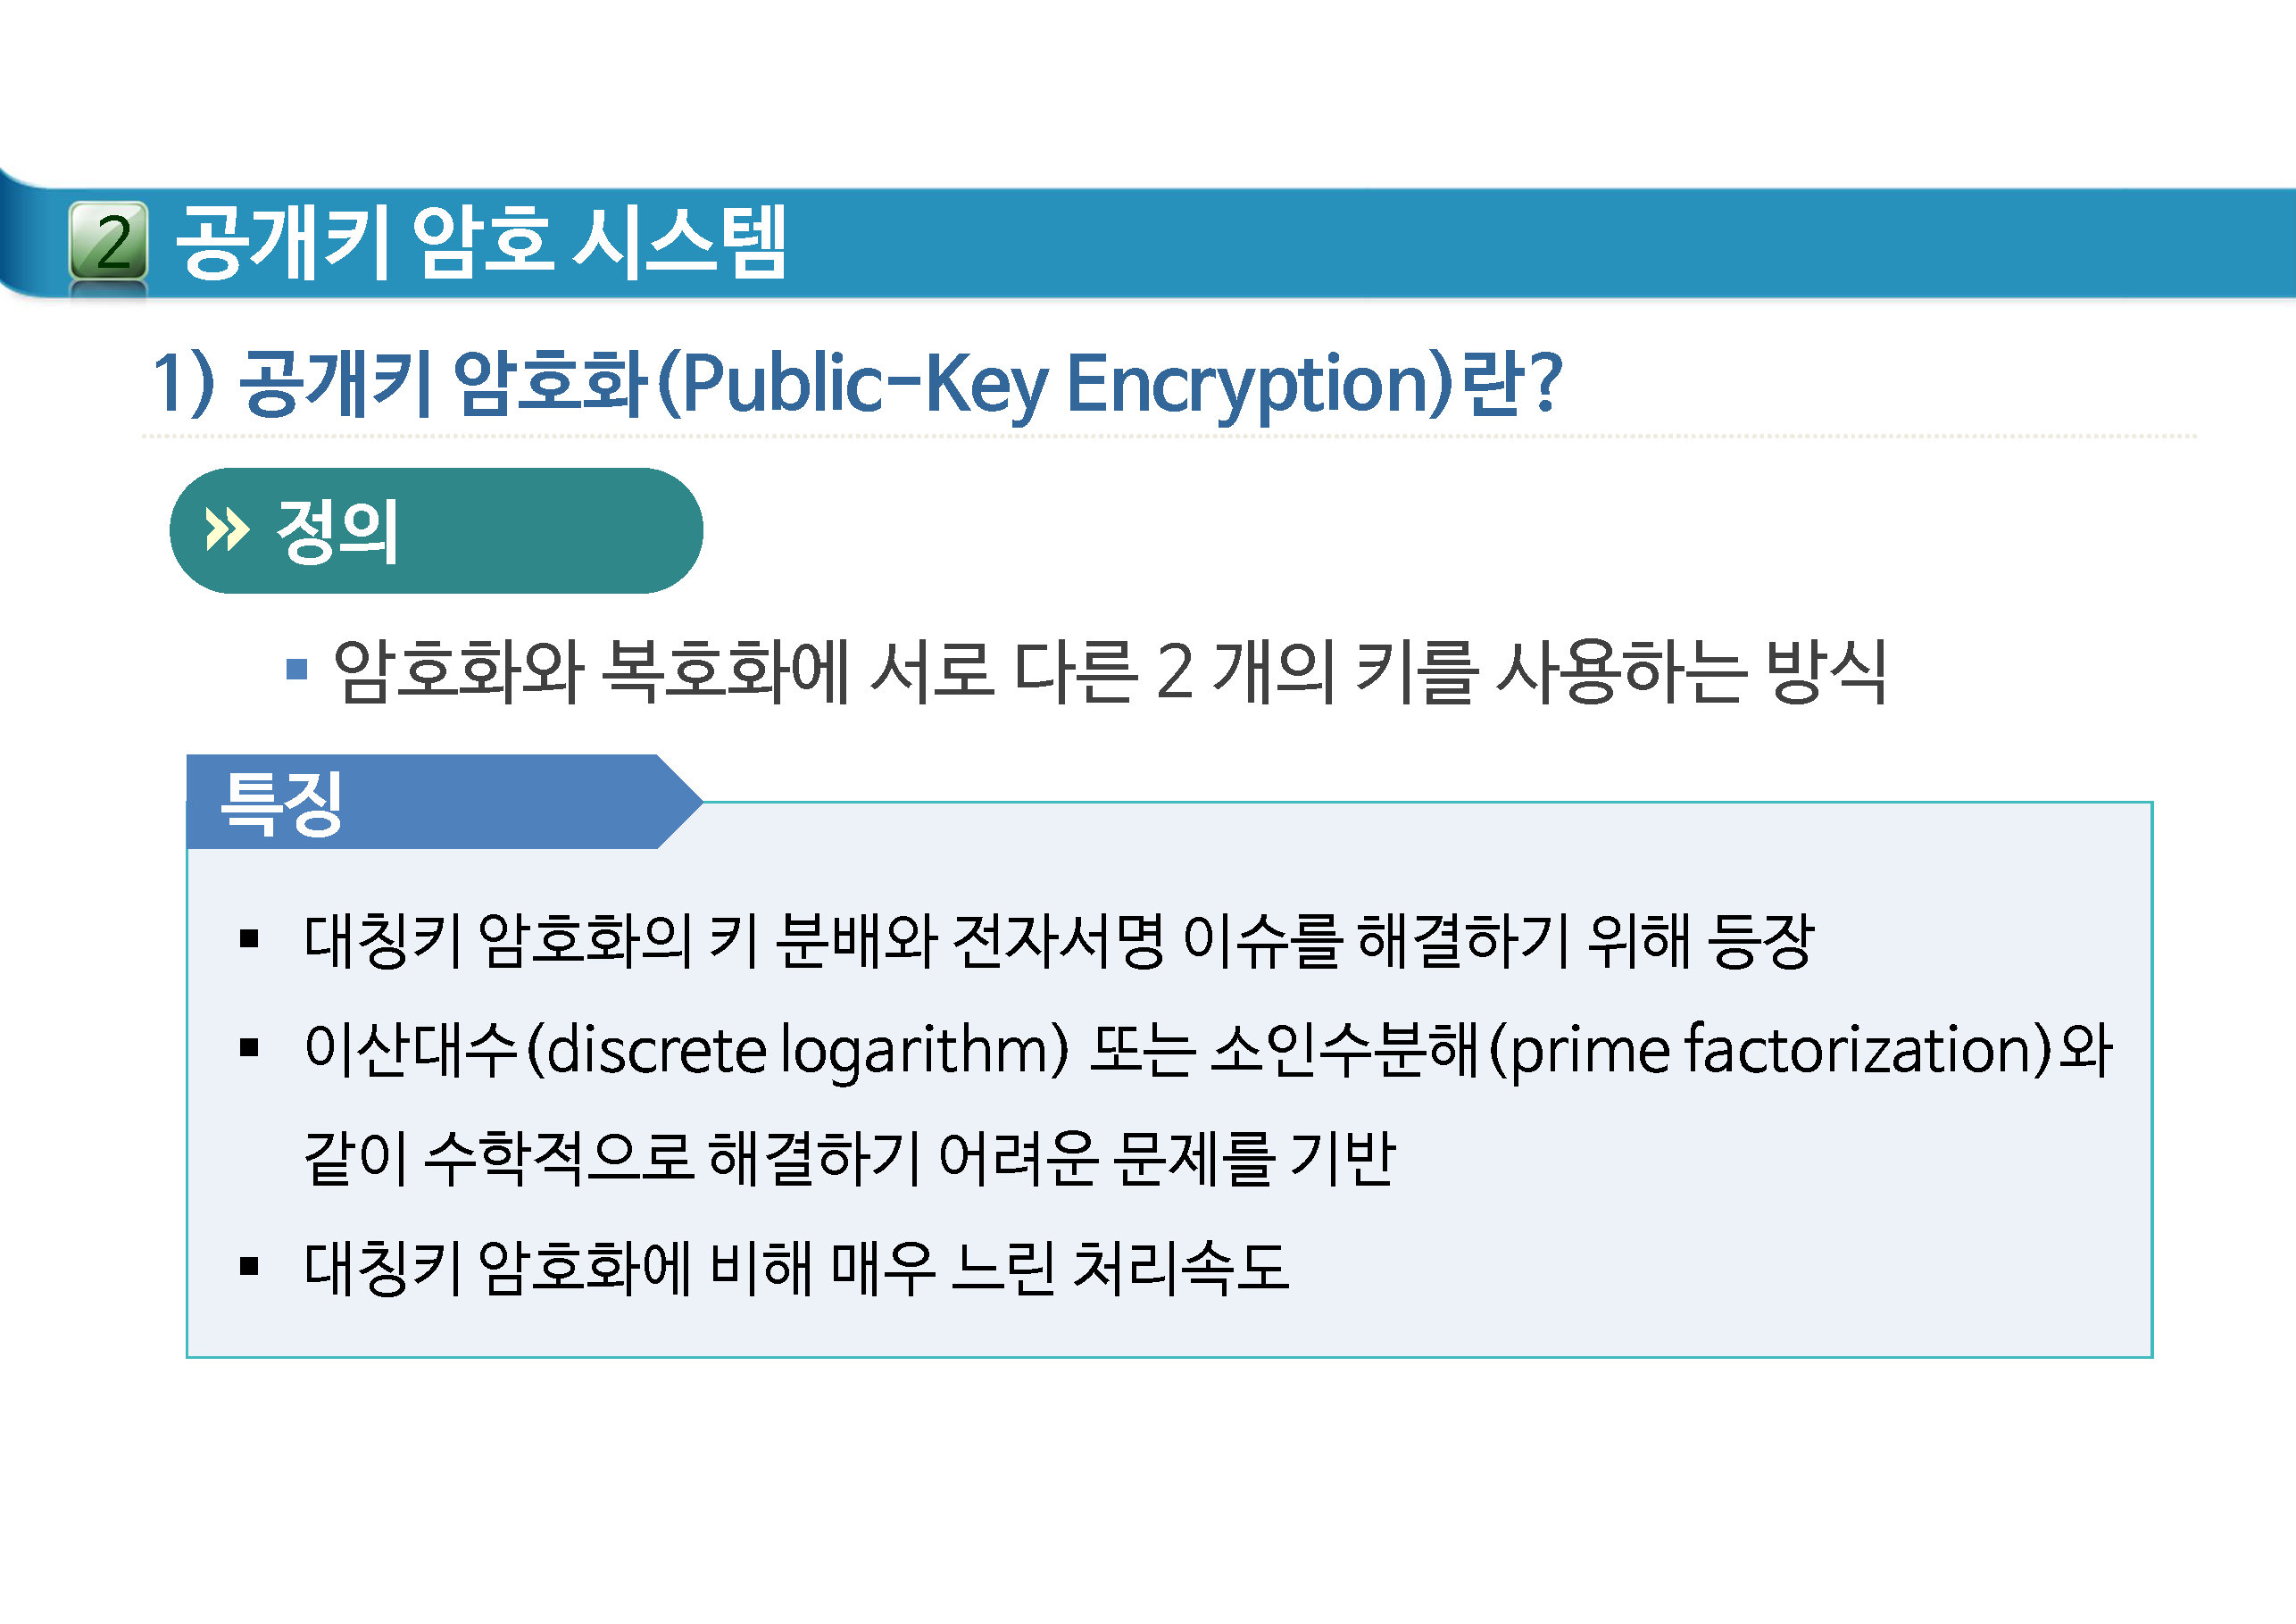 2 공개키 암호 시스템
1) 공개키 암호화(Public-Key Encryption)란?
» 정의
▪ 암호화와 복호화에 서로 다른 2 개의 키를 사용하는 방식
특징
▪ 대칭키 암호화의 키 분배와 전자서명 이슈를 해결하기 위해 등장
▪ 이산대수(discrete logarithm) 또는 소인수분해(prime factorization)와
같이 수학적으로 해결하기 어려운 문제를 기반
▪ 대칭키 암호화에 비해 매우 느린 처리속도